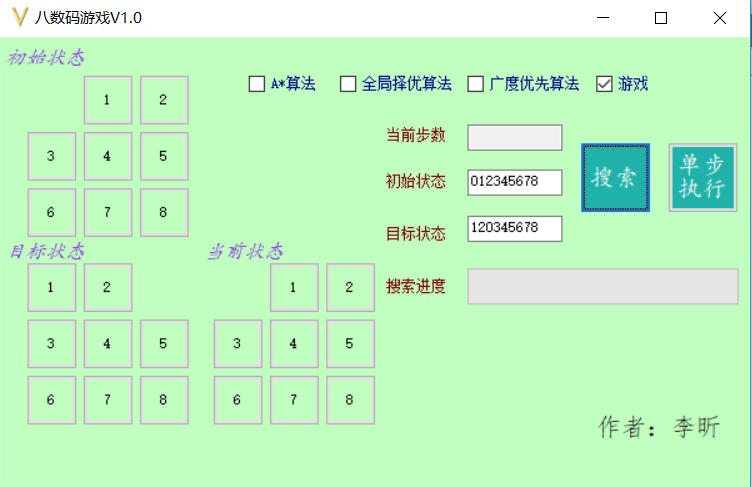 八数码游戏V1.0
初始状态
A*算法 全局择优算法 广度优先算法 游戏
1 2
3 4 5
6 7 8
当前步数
初始状态 012345678
目标状态 120345678
搜索进度
搜索
单步
执行
目标状态
1 2
3 4 5
6 7 8
当前状态
1 2
3 4 5
6 7 8
作者：李昕